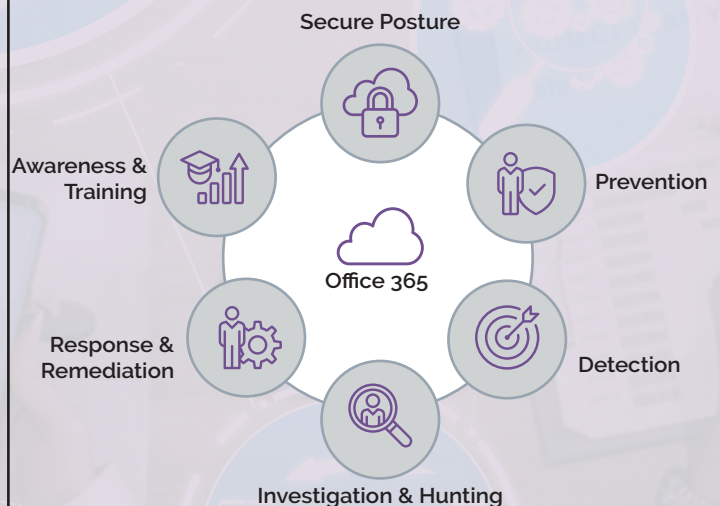 Secure Posture
Awareness &
Training
Prevention
Office 365
Response &
Remediation
Detection
Investigation & Hunting